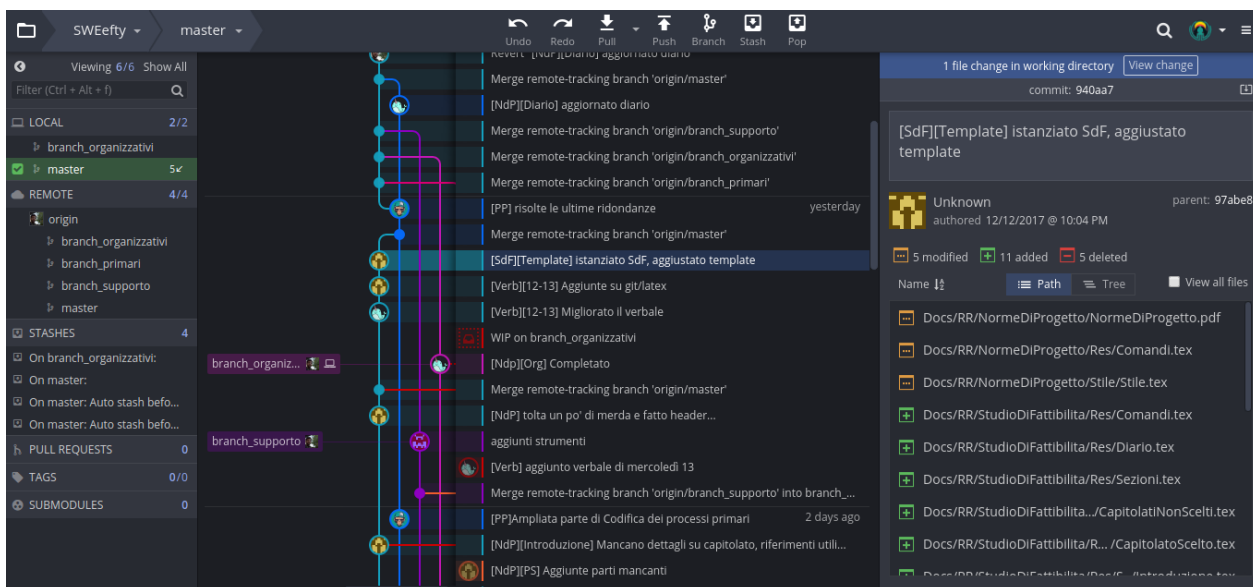 SWEefty
master
Undo
Redo
Pull
Push
Branch
Stash
Pop
Viewing 6/6 Show All
Filter (Ctrl + Alt + f)
LOCAL 2/2
branch_organizzativi
master 5
REMOTE 4/4
origin
branch_organizzativi
branch_primari
branch_supporto
master
STASHES 4
On branch_organizzativi:
On master:
On master: Auto stash befo...
On master: Auto stash befo...
PULL REQUESTS 0
TAGS 0/0
SUBMODULES 0
branch_organiz...
branch_supporto
Revert "[NdP][Diario] aggiornato diario
Merge remote-tracking branch 'origin/master'
[NdP][Diario] aggiornato diario
Merge remote-tracking branch 'origin/branch_supporto'
Merge remote-tracking branch 'origin/branch_organizzativi'
Merge remote-tracking branch 'origin/branch_primari'
[PP] risolte le ultime ridondanze yesterday
Merge remote-tracking branch 'origin/master'
[SdF][Template] istanziato SdF, aggiustato template
[Verb][12-13] Aggiunte su git/latex
[Verb][12-13] Migliorato il verbale
WIP on branch_organizzativi
[Ndp][Org] Completato
Merge remote-tracking branch 'origin/master'
[NdP] tolta un po' di merda e fatto header...
aggiunti strumenti
[Verb] aggiunto verbale di mercoledì 13
Merge remote-tracking branch 'origin/branch_supporto' into branch_...
[PP]Ampliata parte di Codifica dei processi primari 2 days ago
[NdP][Introduzione] Mancano dettagli su capitolato, riferimenti utili...
[NdP][PS] Aggiunte parti mancanti
1 file change in working directory View change
commit: 940aa7
[SdF][Template] istanziato SdF, aggiustato
template
Unknown parent: 97abe8
authored 12/12/2017 @ 10:04 PM
5 modified 11 added 5 deleted
Name Path Tree View all files
Docs/RR/NormeDiProgetto/NormeDiProgetto.pdf
Docs/RR/NormeDiProgetto/Res/Comandi.tex
Docs/RR/NormeDiProgetto/Stile/Stile.tex
Docs/RR/StudioDiFattibilita/Res/Comandi.tex
Docs/RR/StudioDiFattibilita/Res/Diario.tex
Docs/RR/StudioDiFattibilita/Res/Sezioni.tex
Docs/RR/StudioDiFattibilita.../CapitolatiNonScelti.tex
Docs/RR/StudioDiFattibilita/R... /CapitolatoScelto.tex
Docs/RR/StudioDiFattibilita/Res/S.../Introduzione.tex